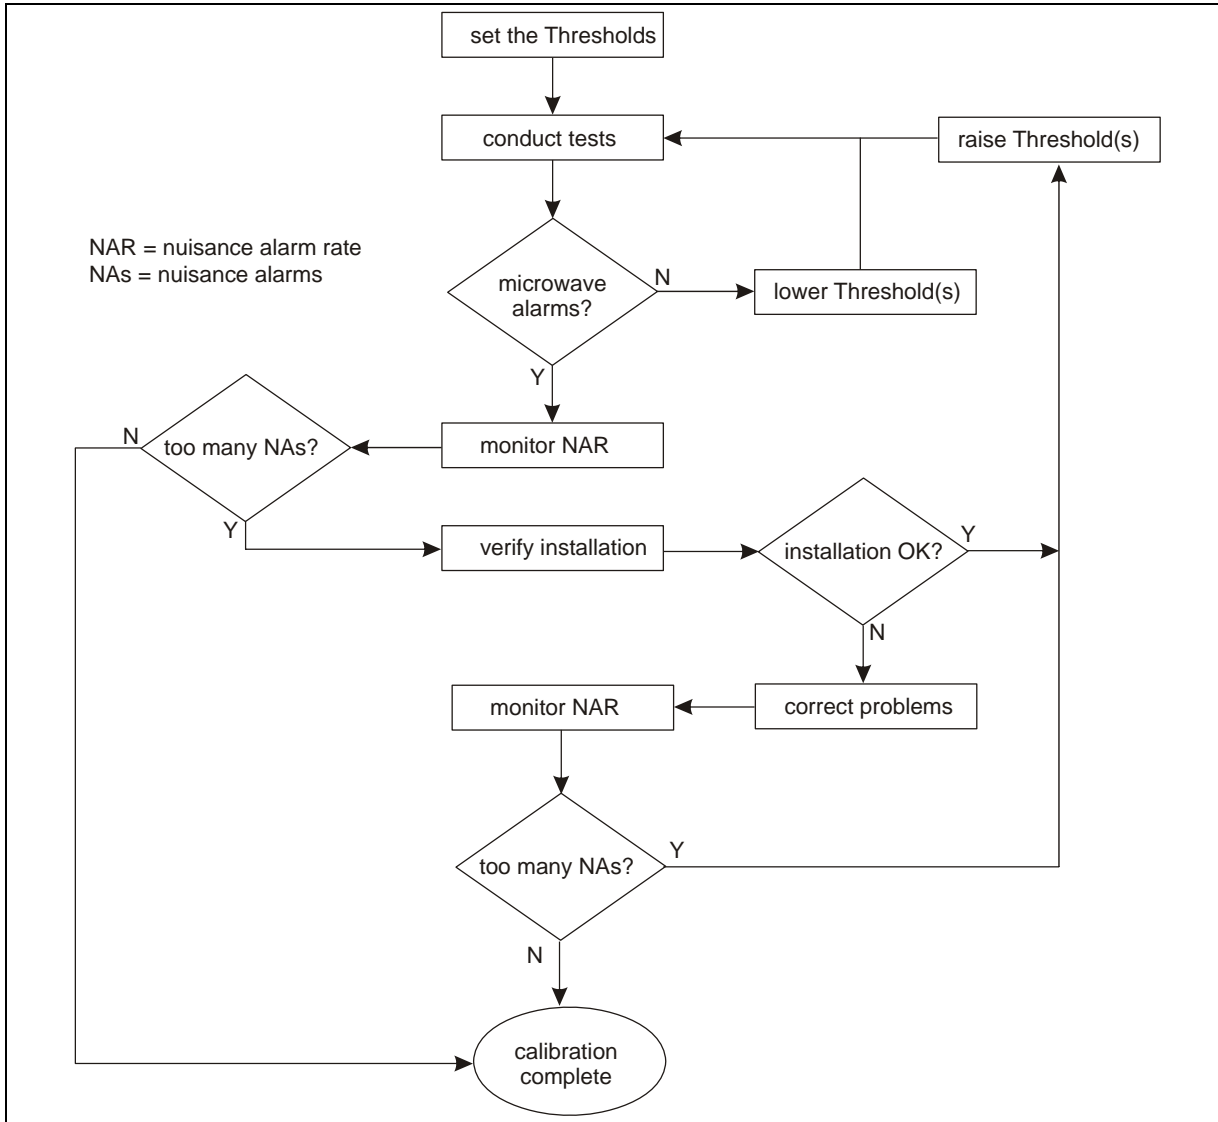 set the Thresholds
conduct tests
raise Threshold(s)
NAR = nuisance alarm rate
NAs = nuisance alarms
microwave
alarms?
N
lower Threshold(s)
Y
N
too many NAs?
monitor NAR
Y
verify installation
installation OK?
Y
N
monitor NAR
correct problems
too many NAs?
Y
N
calibration
complete